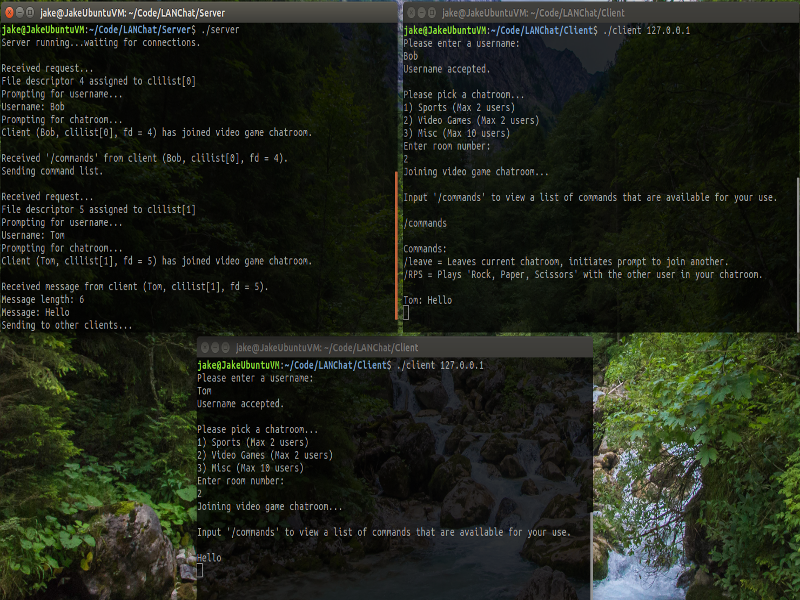 jake@JakeUbuntuVM: ~/Code/LANChat/Server
jake@JakeUbuntuVM:~/Code/LANChat/Server$ ./server
Server running...waiting for connections.
Received request...
File descriptor 4 assigned to clilist[0]
Prompting for username...
Username: Bob
Prompting for chatroom...
Client (Bob, clilist[0], fd = 4) has joined video game chatroom.
Received '/commands' from client (Bob, clilist[0], fd = 4).
Sending command list.
Received request...
File descriptor 5 assigned to clilist[1]
Prompting for username...
Username: Tom
Prompting for chatroom...
Client (Tom, clilist[1], fd = 5) has joined video game chatroom.
Received message from client (Tom, clilist[1], fd = 5).
Message length: 6
Message: Hello
Sending to other clients...
jake@JakeUbuntuVM: ~/Code/LANChat/Client
jake@JakeUbuntuVM:~/Code/LANChat/Client$ ./client 127.0.0.1
Please enter a username:
Bob
Username accepted.
Please pick a chatroom...
1) Sports (Max 2 users)
2) Video Games (Max 2 users)
3) Misc (Max 10 users)
Enter room number:
2
Joining video game chatroom...
Input '/commands' to view a list of commands that are available for your use.
/commands
Commands:
/leave = Leaves current chatroom, initiates prompt to join another.
/RPS = Plays 'Rock, Paper, Scissors' with the other user in your chatroom.
Tom: Hello
jake@JakeUbuntuVM: ~/Code/LANChat/Client
jake@JakeUbuntuVM:~/Code/LANChat/Client$ ./client 127.0.0.1
Please enter a username:
Tom
Username accepted.
Please pick a chatroom...
1) Sports (Max 2 users)
2) Video Games (Max 2 users)
3) Misc (Max 10 users)
Enter room number:
2
Joining video game chatroom...
Input '/commands' to view a list of commands that are available for your use.
Hello